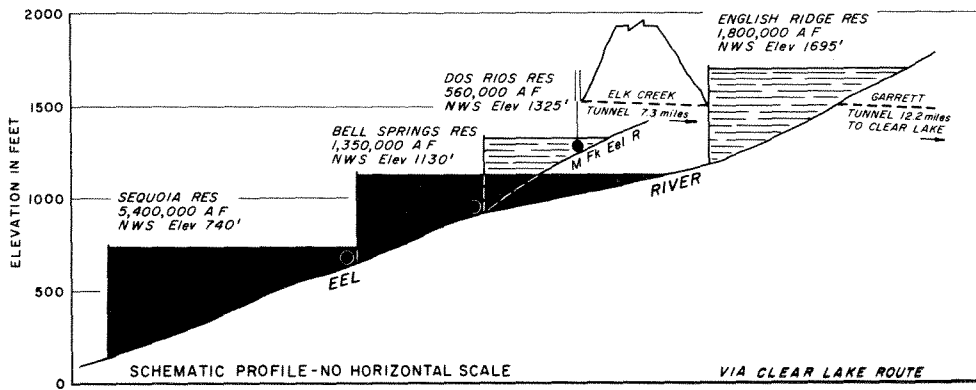 2000
1500
1000
500
0
ELEVATION IN FEET
SEQUOIA RES
5,400,000 A F
NWS Elev 740'
BELL SPRINGS RES
1,350,000 A F
NWS Elev 1130'
DOS RIOS RES
560,000 A F
NWS Elev 1325'
ENGLISH RIDGE RES
1,800,000 A F
NWS Elev 1695'
ELK CREEK
TUNNEL 7.3 miles
GARRETT
TUNNEL 12.2 miles
TO CLEAR LAKE
M Fk Eel R
EEL
RIVER
SCHEMATIC PROFILE-NO HORIZONTAL SCALE
VIA CLEAR LAKE ROUTE